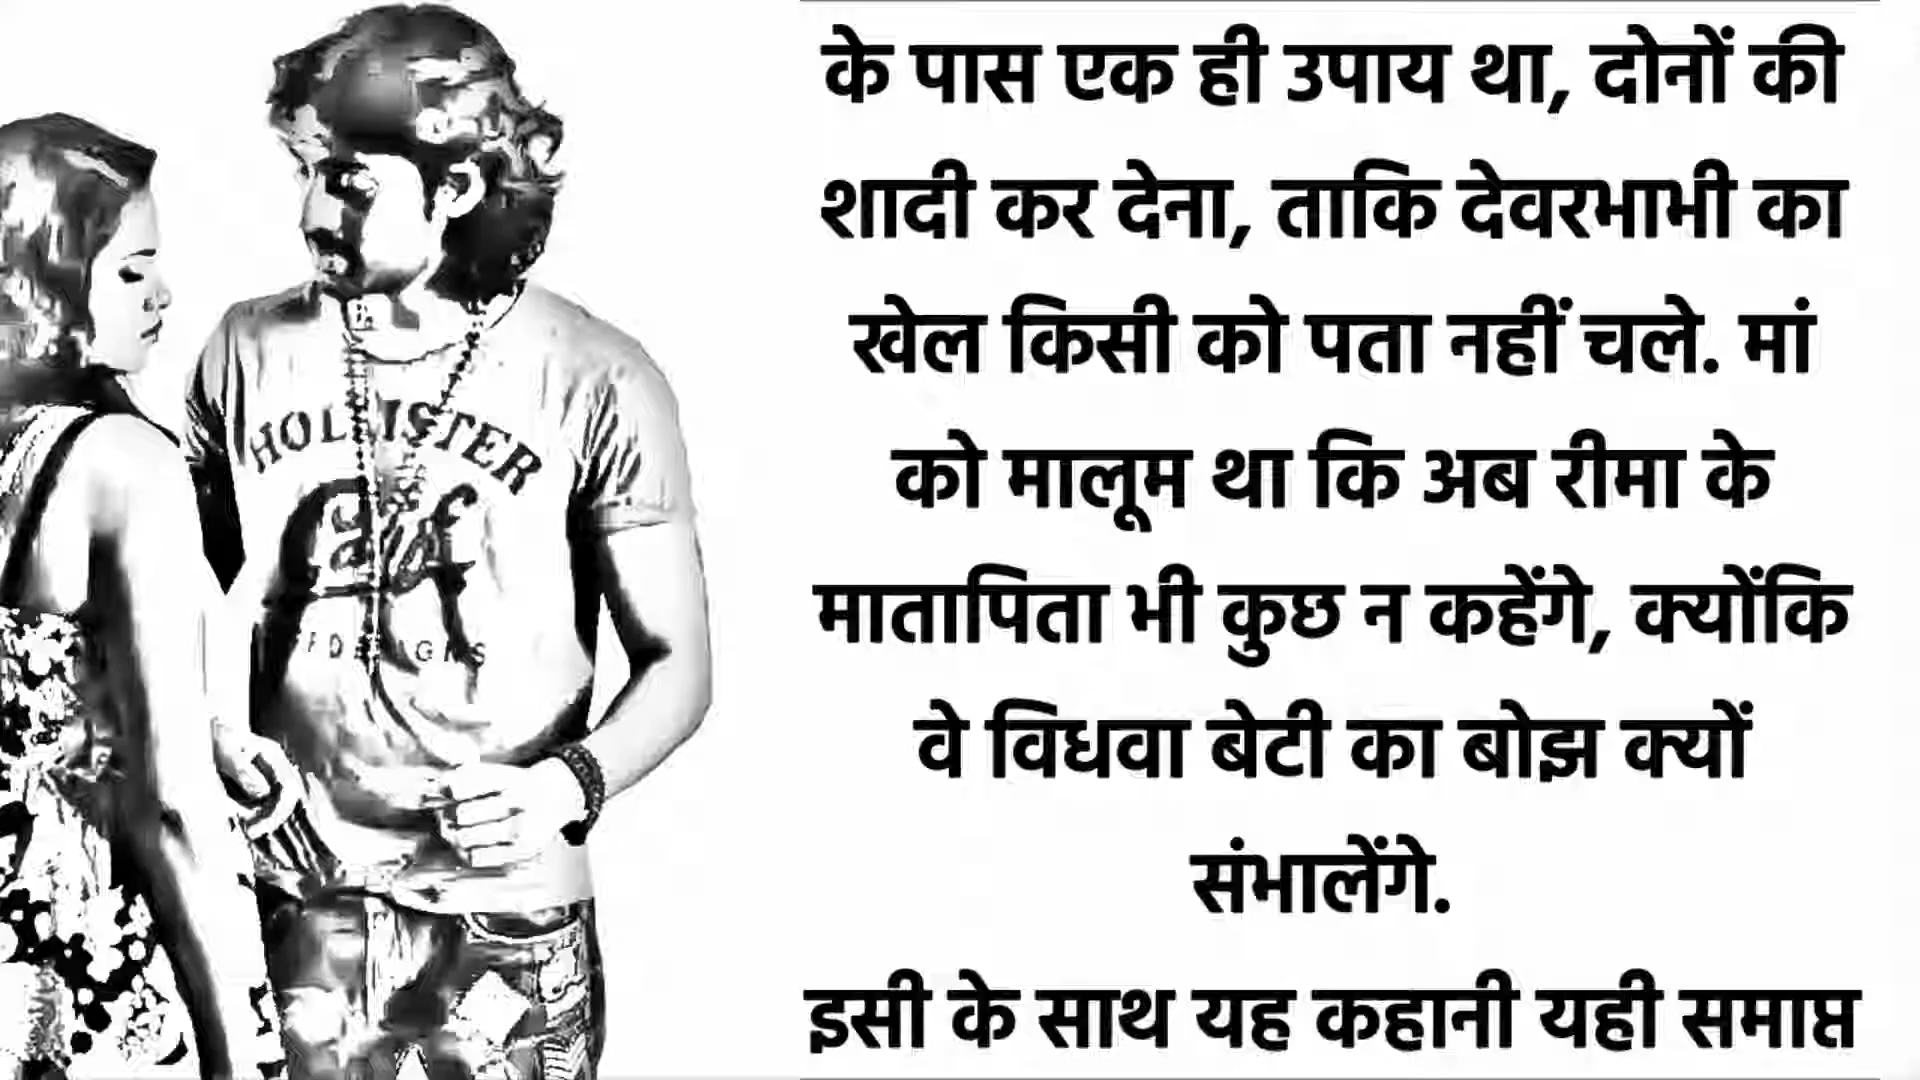 के पास एक ही उपाय था, दोनों की
शादी कर देना, ताकि देवरभाभी का
खेल किसी को पता नहीं चले. मां
को मालूम था कि अब रीमा के
मातापिता भी कुछ न कहेंगे, क्योंकि
वे विधवा बेटी का बोझ क्यों
संभालेंगे.
इसी के साथ यह कहानी यही समाप्त
HOLLISTER